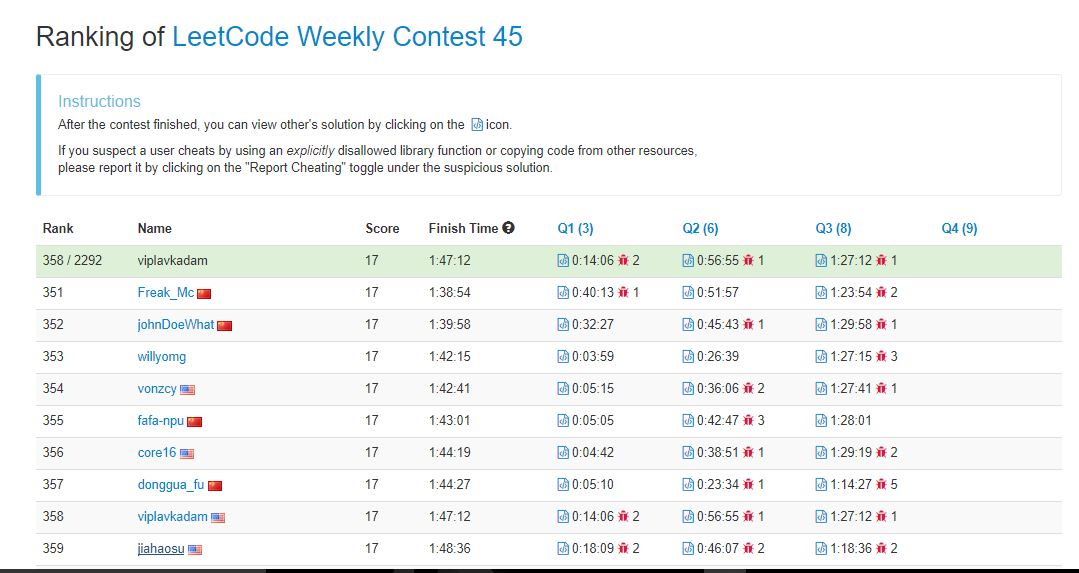 Ranking of LeetCode Weekly Contest 45
Instructions
After the contest finished, you can view other's solution by clicking on the icon.
If you suspect a user cheats by using an explicitly disallowed library function or copying code from other resources,
please report it by clicking on the "Report Cheating" toggle under the suspicious solution.
Rank Name Score Finish Time Q1 (3) Q2 (6) Q3 (8) Q4 (9)
358 / 2292 viplavkadam 17 1:47:12 0:14:06 2 0:56:55 1 1:27:12 1
351 Freak_Mc 17 1:38:54 0:40:13 1 0:51:57 1:23:54 2
352 johnDoeWhat 17 1:39:58 0:32:27 0:45:43 1 1:29:58 1
353 willyomg 17 1:42:15 0:03:59 0:26:39 1:27:15 3
354 vonzcy 17 1:42:41 0:05:15 0:36:06 2 1:27:41 1
355 fafa-npu 17 1:43:01 0:05:05 0:42:47 3 1:28:01
356 core16 17 1:44:19 0:04:42 0:38:51 1 1:29:19 2
357 donggua_fu 17 1:44:27 0:05:10 0:23:34 1 1:14:27 5
358 viplavkadam 17 1:47:12 0:14:06 2 0:56:55 1 1:27:12 1
359 jiahaosu 17 1:48:36 0:18:09 2 0:46:07 2 1:18:36 2